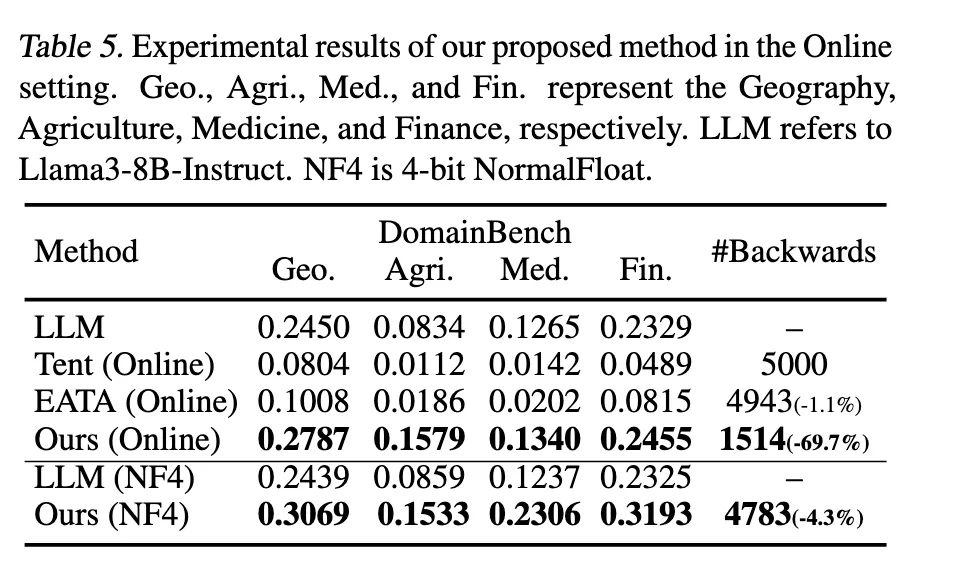 Table 5. Experimental results of our proposed method in the Online
setting. Geo., Agri., Med., and Fin. represent the Geography,
Agriculture, Medicine, and Finance, respectively. LLM refers to
Llama3-8B-Instruct. NF4 is 4-bit NormalFloat.
Method DomainBench #Backwards
Geo. Agri. Med. Fin.
LLM 0.2450 0.0834 0.1265 0.2329 –
Tent (Online) 0.0804 0.0112 0.0142 0.0489 5000
EATA (Online) 0.1008 0.0186 0.0202 0.0815 4943(-1.1%)
Ours (Online) 0.2787 0.1579 0.1340 0.2455 1514(-69.7%)
LLM (NF4) 0.2439 0.0859 0.1237 0.2325 –
Ours (NF4) 0.3069 0.1533 0.2306 0.3193 4783(-4.3%)